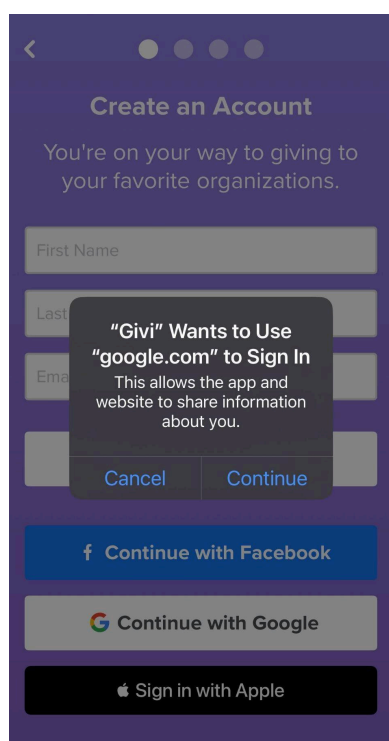 Create an Account
You're on your way to giving to
your favorite organizations.
First Name
Last
"Givi" Wants to Use
"google.com" to Sign In
Ema
This allows the app and
website to share information
about you.
Cancel Continue
f Continue with Facebook
G Continue with Google
Sign in with Apple